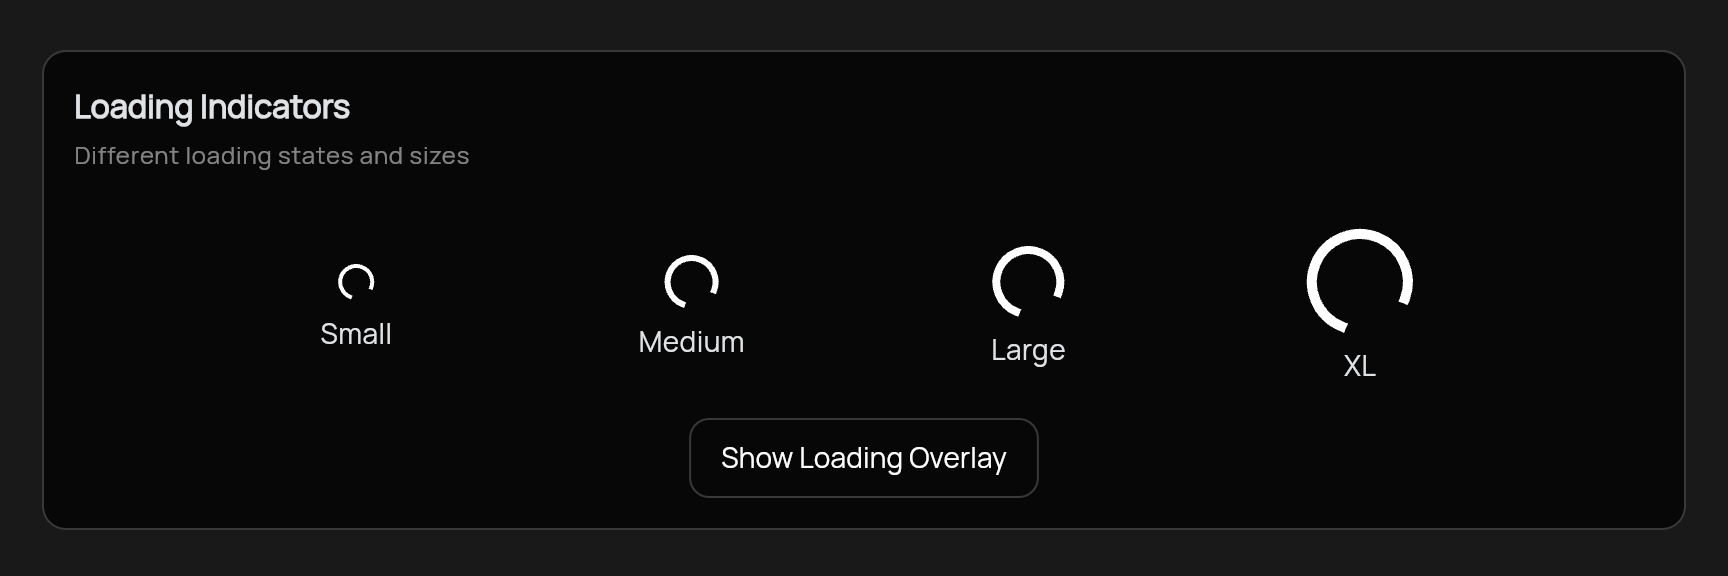 Loading Indicators
Different loading states and sizes
Small
Medium
Large
XL
Show Loading Overlay